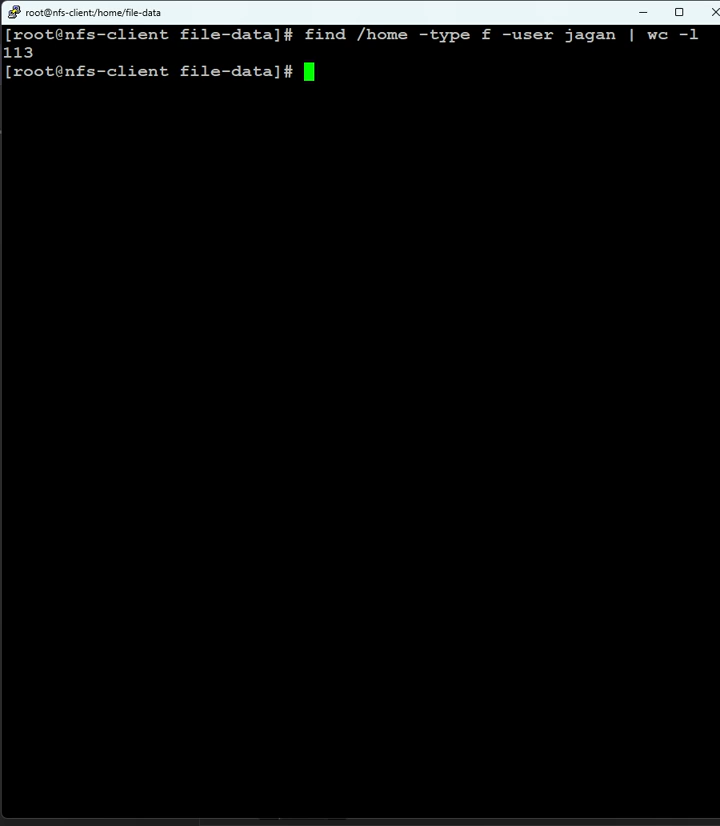 root@nfs-client:/home/file-data
[root@nfs-client file-data]# find /home -type f -user jagan | wc -l
113
[root@nfs-client file-data]#